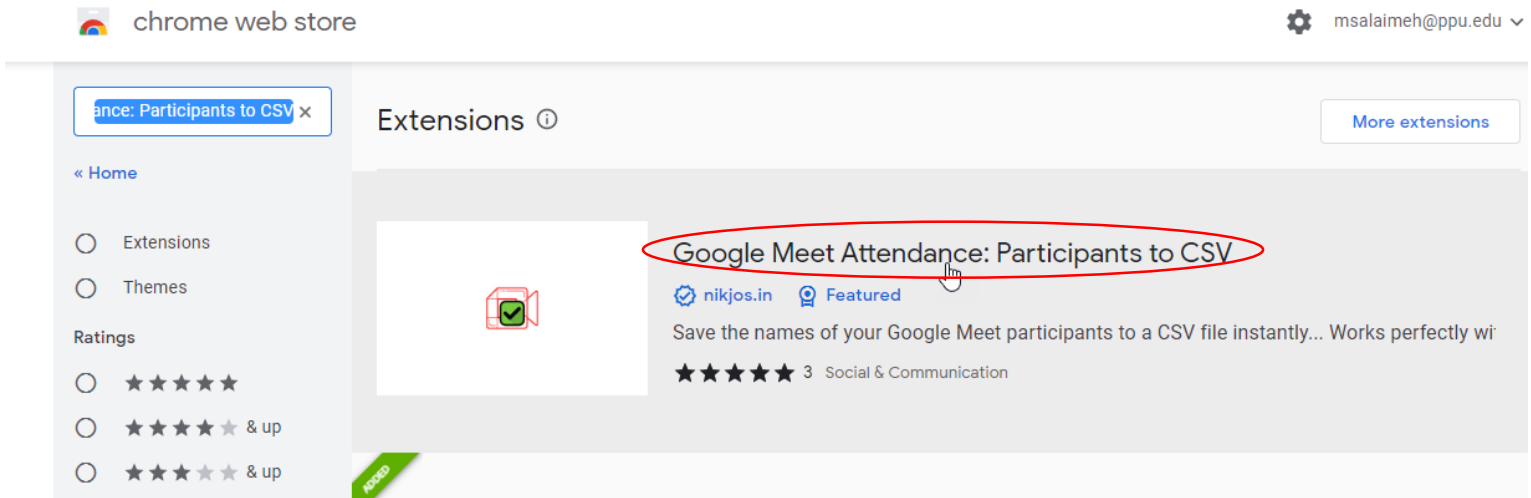 chrome web store
msalaimeh@ppu.edu
ance: Participants to CSV
Extensions
More extensions
« Home
Extensions
Themes
Ratings
& up
& up
Google Meet Attendance: Participants to CSV
nikjos.in Featured
Save the names of your Google Meet participants to a CSV file instantly... Works perfectly wi
3 Social & Communication
ADDED